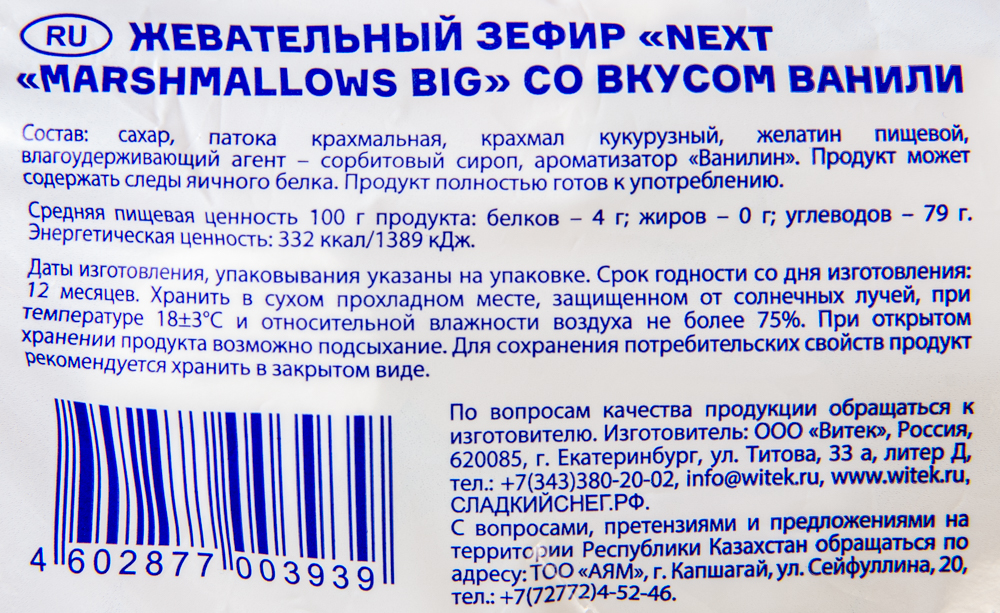 RU ЖЕВАТЕЛЬНЫЙ ЗЕФИР «NEXT
«MARSHMALLOWS BIG» СО ВКУСОМ ВАНИЛИ
Состав: сахар, патока крахмальная, крахмал кукурузный, желатин пищевой,
влагоудерживающий агент – сорбитовый сироп, ароматизатор «Ванилин». Продукт может
содержать следы яичного белка. Продукт полностью готов к употреблению.
Средняя пищевая ценность 100 г продукта: белков – 4 г; жиров – 0 г; углеводов – 79 г.
Энергетическая ценность: 332 ккал/1389 кДж.
Даты изготовления, упаковывания указаны на упаковке. Срок годности со дня изготовления:
12 месяцев. Хранить в сухом прохладном месте, защищенном от солнечных лучей, при
температуре 18±3°С и относительной влажности воздуха не более 75%. При открытом
хранении продукта возможно подсыхание. Для сохранения потребительских свойств продукт
рекомендуется хранить в закрытом виде.
По вопросам качества продукции обращаться к
изготовителю. Изготовитель: ООО «Витек», Россия,
620085, г. Екатеринбург, ул. Титова, 33 а, литер Д,
тел.: +7(343)380-20-02, info@witek.ru, www.witek.ru,
СЛАДКИЙСНЕГ.РФ.
С вопросами, претензиями и предложениями на
территории Республики Казахстан обращаться по
адресу: ТОО «АЯМ», г. Капшагай, ул. Сейфуллина, 20,
тел.: +7(72772)4-52-46.
4 602877 003939